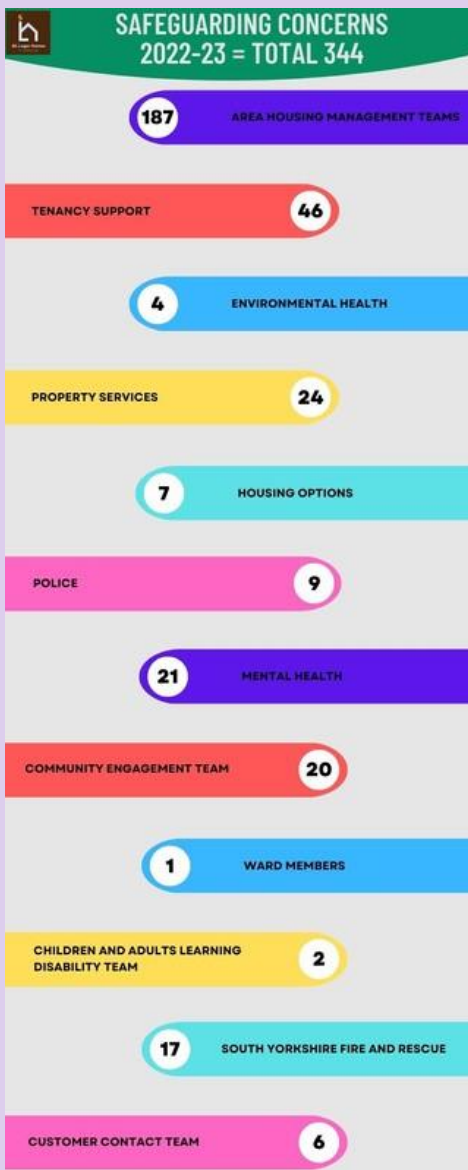 SAFEGUARDING CONCERNS
2022-23 = TOTAL 344
187 AREA HOUSING MANAGEMENT TEAMS
TENANCY SUPPORT 46
4 ENVIRONMENTAL HEALTH
PROPERTY SERVICES 24
7 HOUSING OPTIONS
POLICE 9
21 MENTAL HEALTH
COMMUNITY ENGAGEMENT TEAM 20
1 WARD MEMBERS
CHILDREN AND ADULTS LEARNING
DISABILITY TEAM 2
17 SOUTH YORKSHIRE FIRE AND RESCUE
CUSTOMER CONTACT TEAM 6